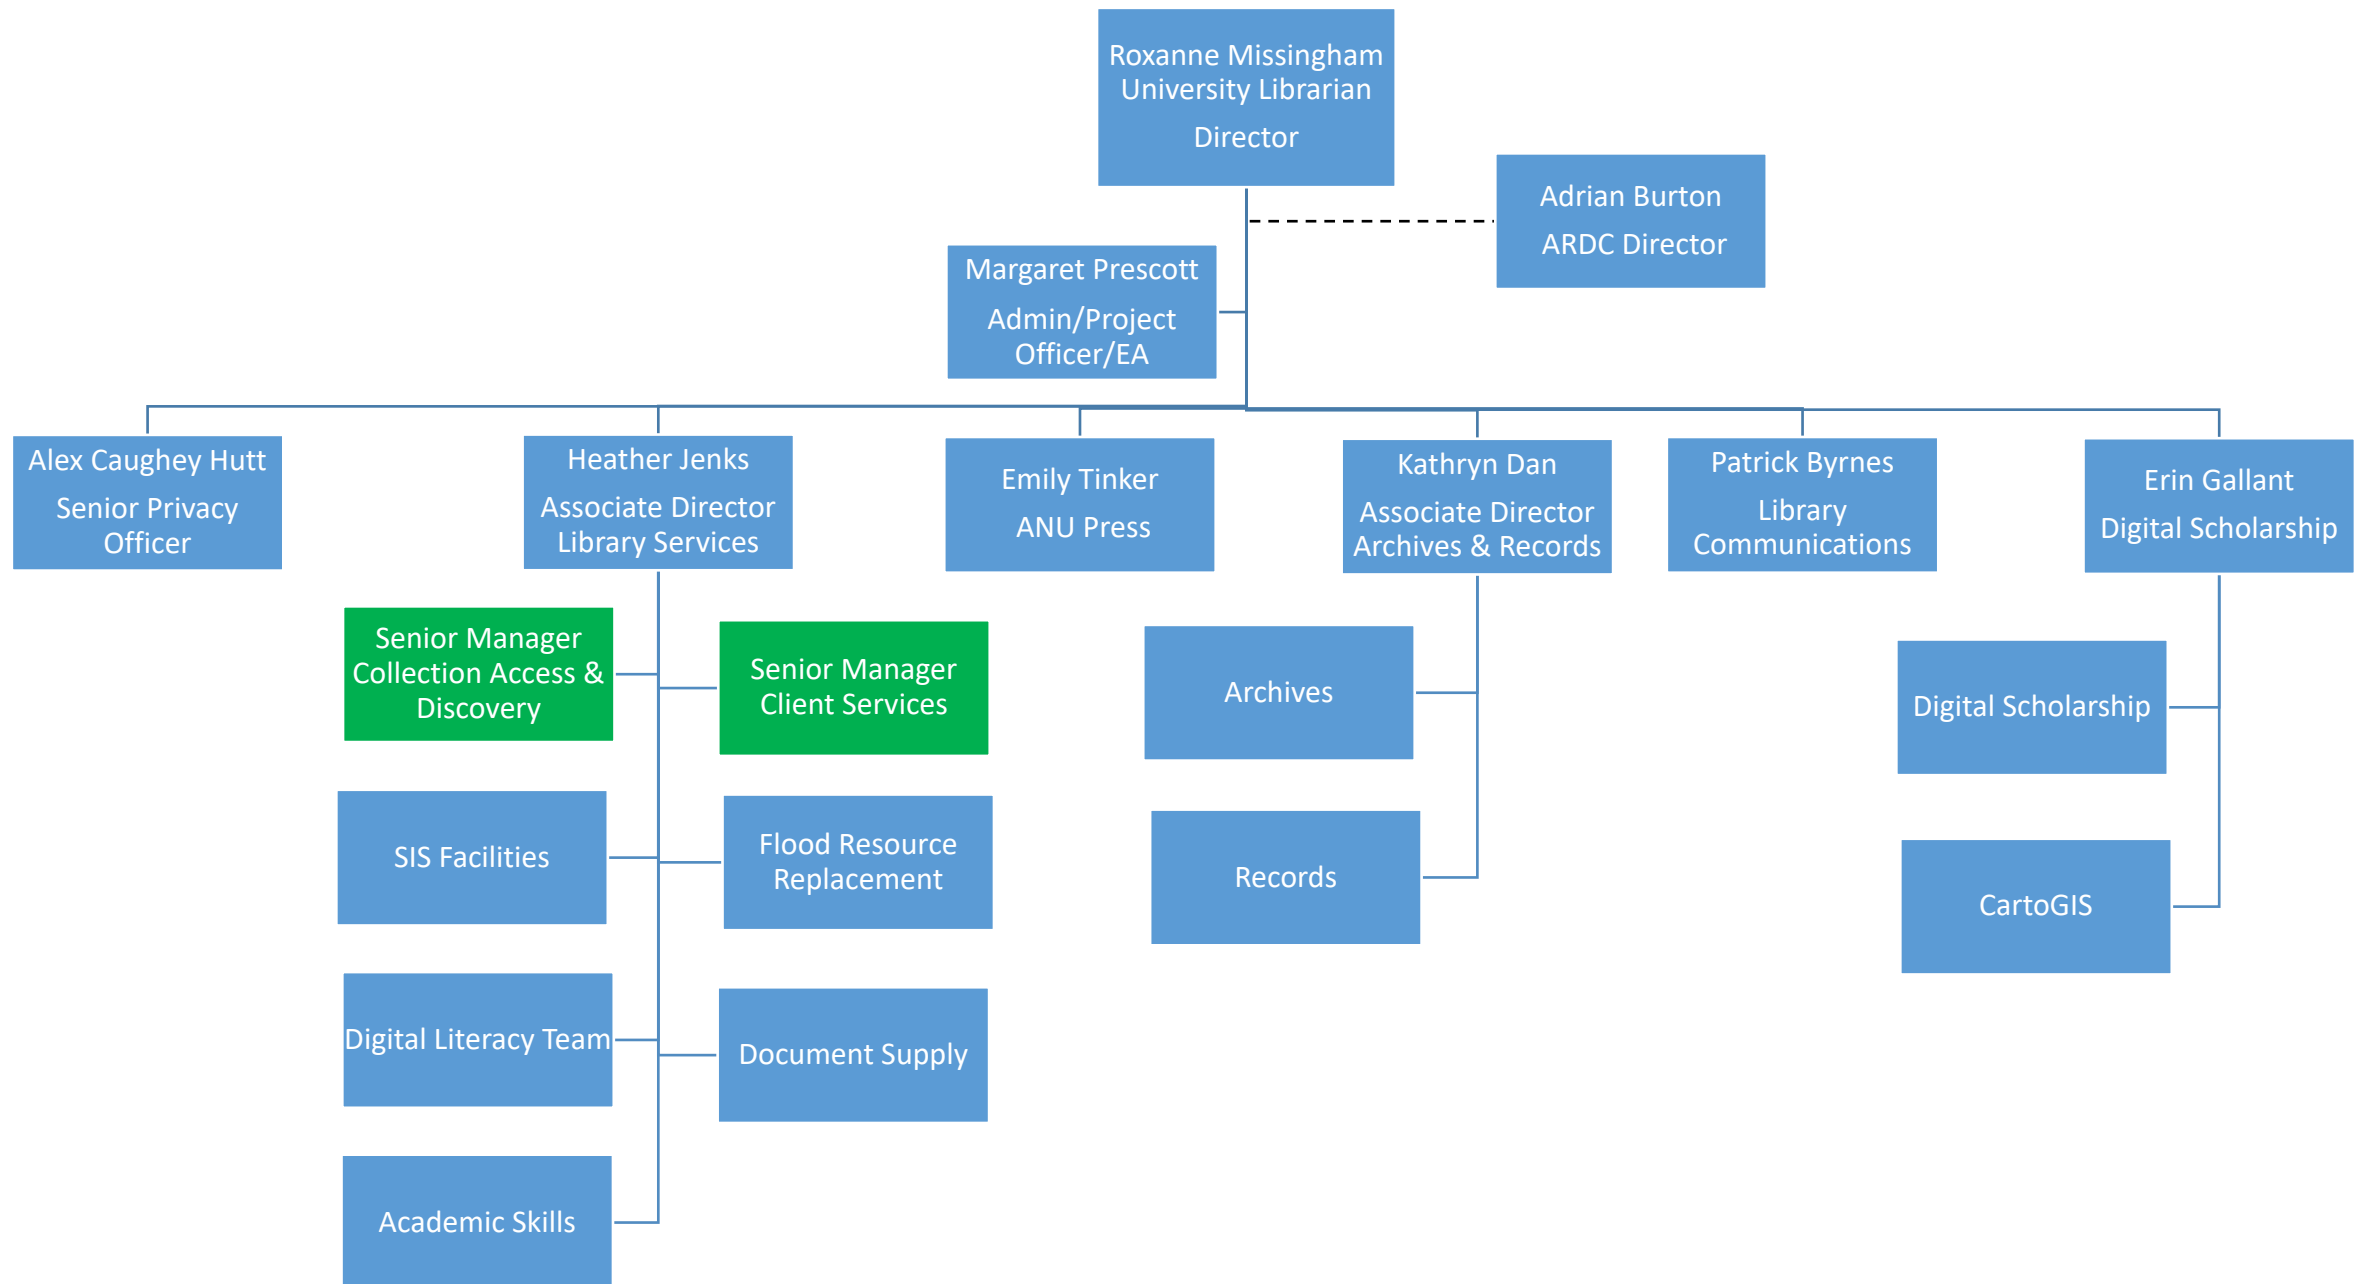 Roxanne Missingham
University Librarian
Director
Adrian Burton
ARDC Director
Margaret Prescott
Admin/Project
Officer/EA
Alex Caughey Hutt
Senior Privacy
Officer
Heather Jenks
Associate Director
Library Services
Emily Tinker
ANU Press
Kathryn Dan
Associate Director
Archives & Records
Patrick Byrnes
Library
Communications
Erin Gallant
Digital Scholarship
Senior Manager
Collection Access &
Discovery
Senior Manager
Client Services
Archives
Digital Scholarship
SIS Facilities
Flood Resource
Replacement
Records
CartoGIS
Digital Literacy Team
Document Supply
Academic Skills